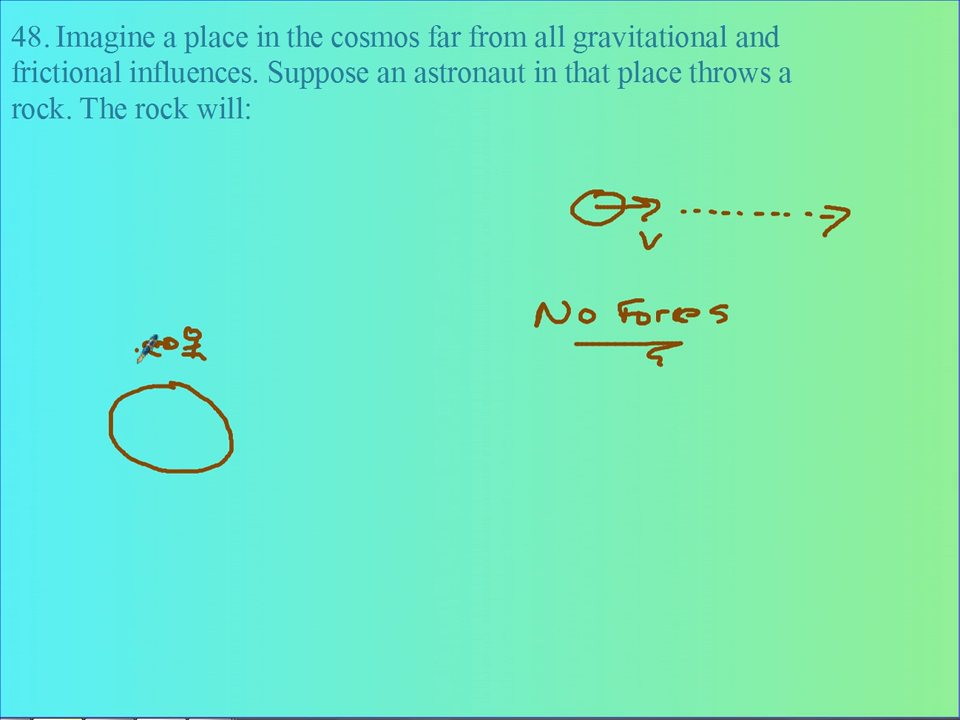 48. Imagine a place in the cosmos far from all gravitational and
frictional influences. Suppose an astronaut in that place throws a
rock. The rock will:
V
No Forces